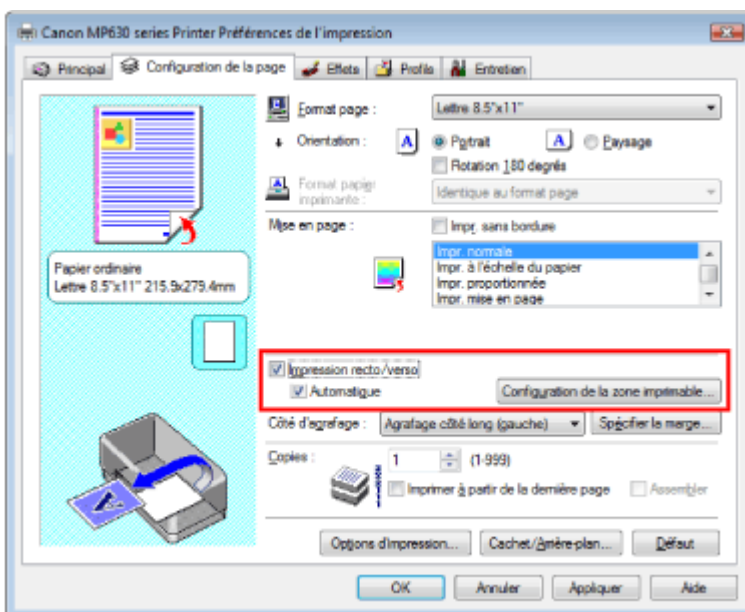 Canon MP630 series Printer Préférences de l'impression
Principal Configuration de la page Effets Profils Entretien
Format page : Lettre 8.5"x11"
Orientation : A Portrait A Paysage
Rotation 180 degrés
Format papier imprimante : Identique au format page
Mise en page : Impr. sans bordure
Impr. normale
Impr. à l'échelle du papier
Impr. proportionnée
Impr. mise en page
Papier ordinaire
Lettre 8.5"x11" 215.9x279.4mm
Impression recto/verso
Automatique Configuration de la zone imprimable...
Côté d'agrafage : Agrafage côté long (gauche) Spécifier la marge...
Copies : 1 (1-999)
Imprimer à partir de la dernière page Assembler
Options d'impression... Cachet/Arrière-plan... Défaut
OK Annuler Appliquer Aide